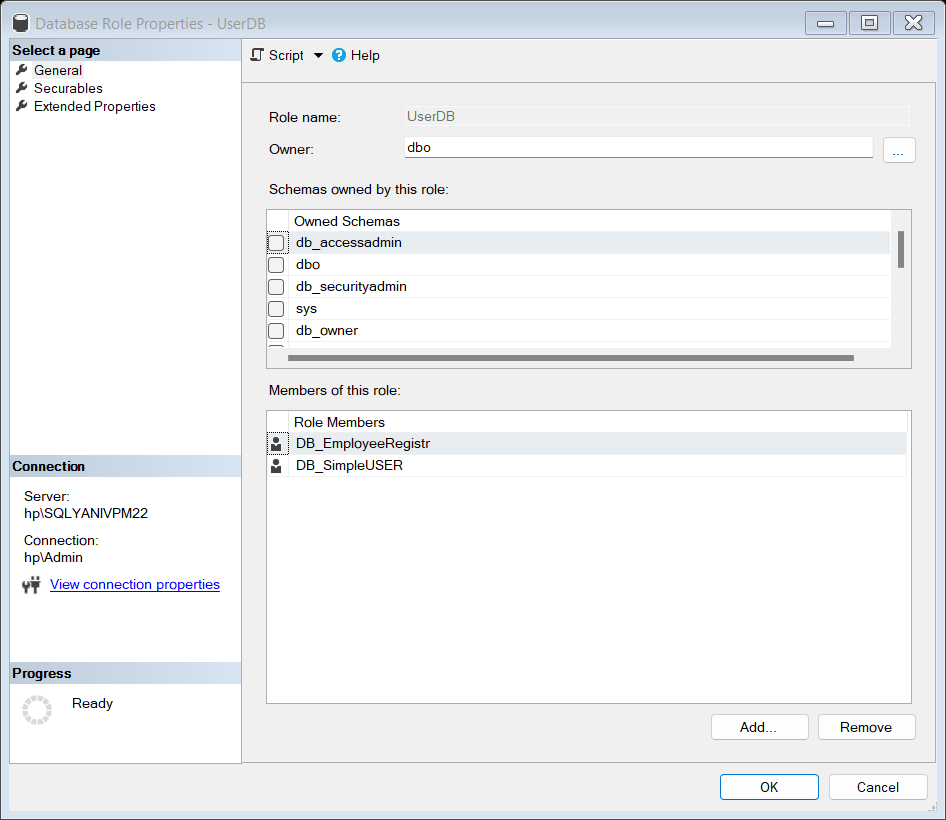 Database Role Properties - UserDB
Select a page
General
Securables
Extended Properties
Script
Help
Role name:
UserDB
Owner:
dbo
...
Schemas owned by this role:
Owned Schemas
db_accessadmin
dbo
db_securityadmin
sys
db_owner
Members of this role:
Role Members
DB_EmployeeRegistr
DB_SimpleUSER
Connection
Server:
hp\SQLYANIVPM22
Connection:
hp\Admin
View connection properties
Progress
Ready
Add...
Remove
OK
Cancel